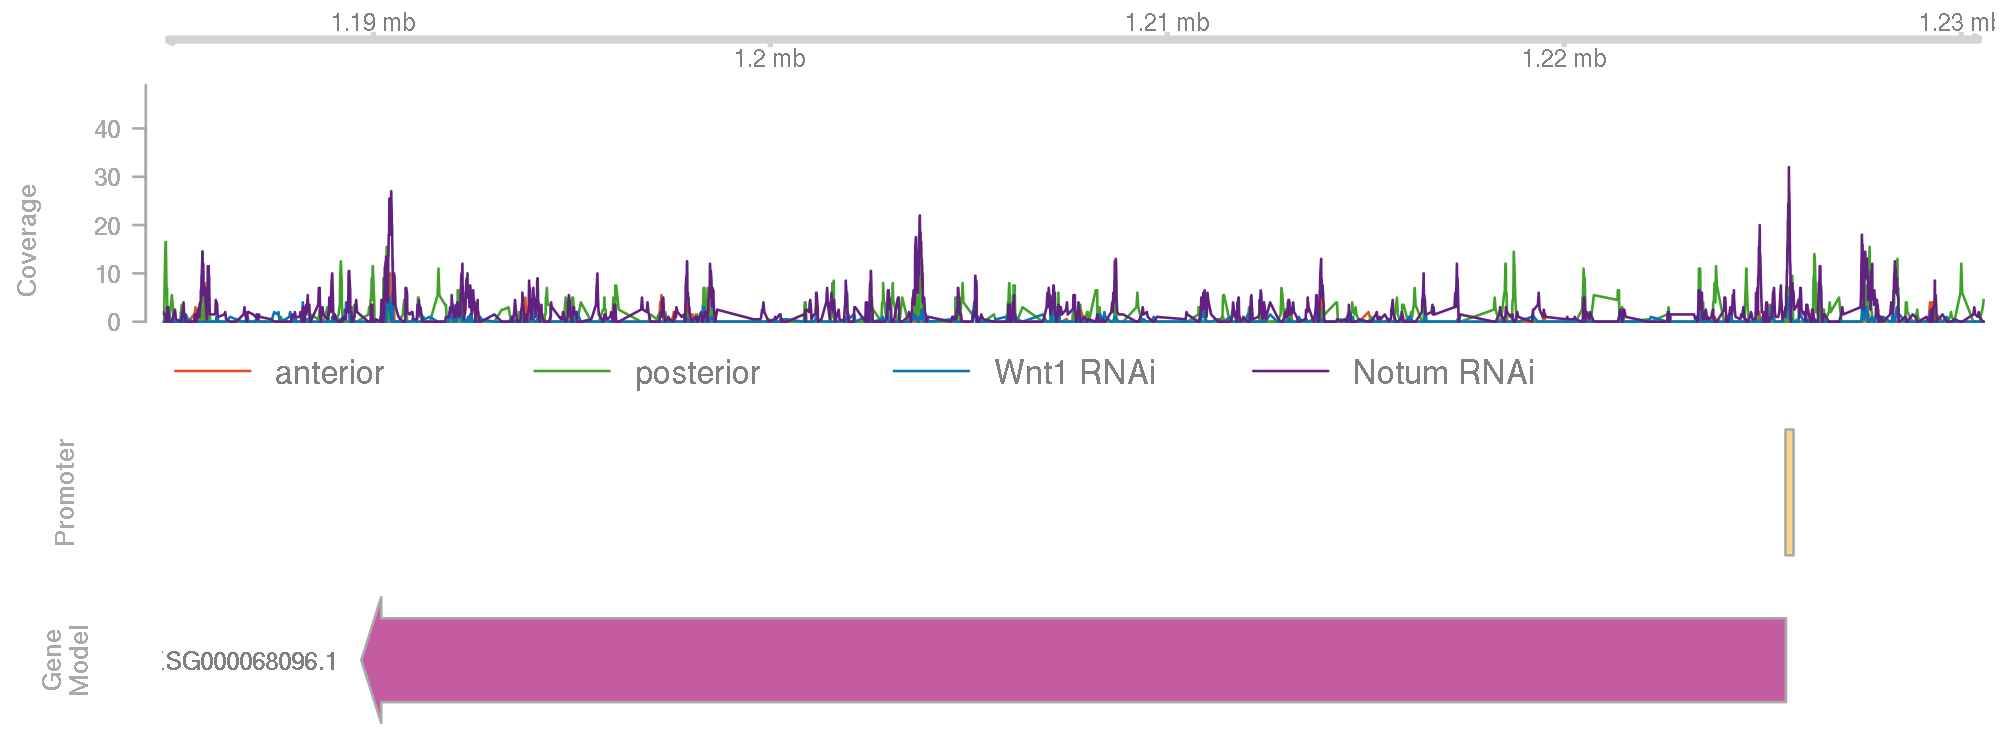 1.19 mb
1.21 mb
1.23 mb
1.2 mb
1.22 mb
Coverage
40
30
20
10
0
anterior
posterior
Wnt1 RNAi
Notum RNAi
Promoter
Gene
Model
SG000068096.1